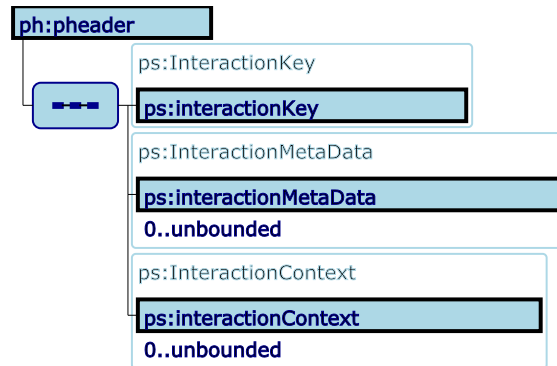 ph:pheader
ps:InteractionKey
ps:interactionKey
ps:InteractionMetaData
ps:interactionMetaData
0..unbounded
ps:InteractionContext
ps:interactionContext
0..unbounded